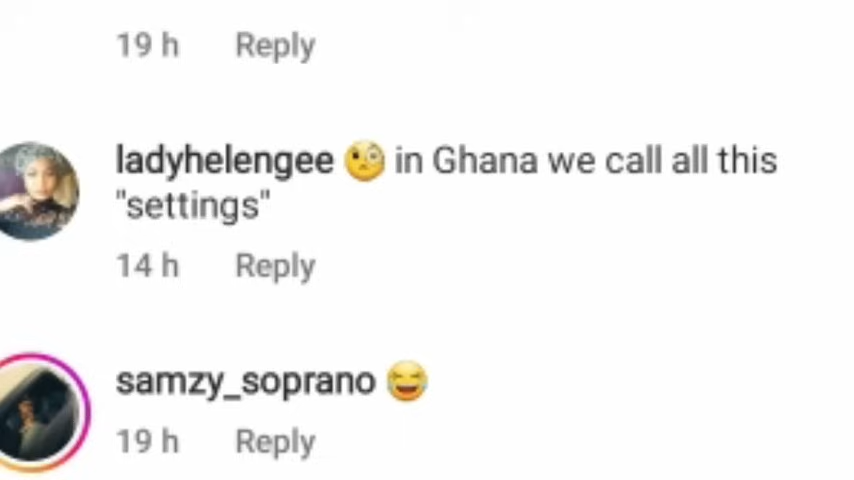 19 h Reply
ladyhelengee 🧐 in Ghana we call all this
"settings"
14 h Reply
samzy_soprano 😂
19 h Reply